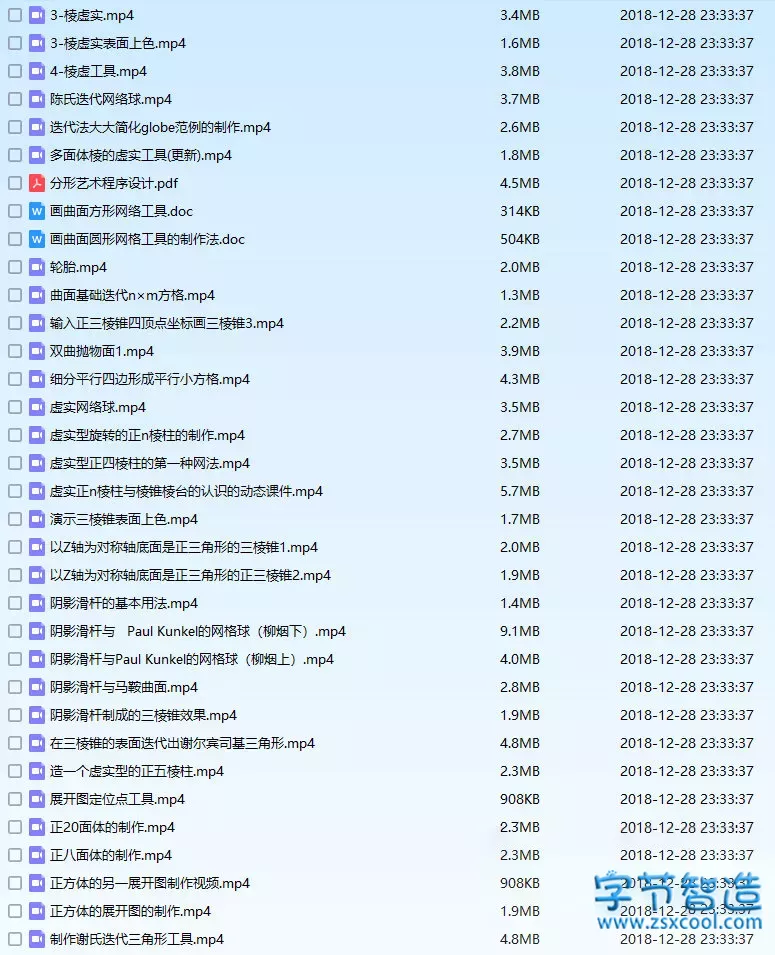 3-棱虚实.mp4 3.4MB 2018-12-28 23:33:37
3-棱虚实表面上色.mp4 1.6MB 2018-12-28 23:33:37
4-棱虚工具.mp4 3.8MB 2018-12-28 23:33:37
陈氏迭代网络球.mp4 3.7MB 2018-12-28 23:33:37
迭代法大大简化globe范例的制作.mp4 2.6MB 2018-12-28 23:33:37
多面体棱的虚实工具(更新).mp4 1.8MB 2018-12-28 23:33:37
分形艺术程序设计.pdf 4.5MB 2018-12-28 23:33:37
画曲面方形网络工具.doc 314KB 2018-12-28 23:33:37
画曲面圆形网格工具的制作法.doc 504KB 2018-12-28 23:33:37
轮胎.mp4 2.0MB 2018-12-28 23:33:37
曲面基础迭代n×m方格.mp4 1.3MB 2018-12-28 23:33:37
输入正三棱锥四顶点坐标画三棱锥3.mp4 2.2MB 2018-12-28 23:33:37
双曲抛物面1.mp4 3.9MB 2018-12-28 23:33:37
细分平行四边形成平行小方格.mp4 4.3MB 2018-12-28 23:33:37
虚实网络球.mp4 3.5MB 2018-12-28 23:33:37
虚实型旋转的正n棱柱的制作.mp4 2.7MB 2018-12-28 23:33:37
虚实型正四棱柱的第一种网法.mp4 3.5MB 2018-12-28 23:33:37
虚实正n棱柱与棱锥棱台的认识的动态课件.mp4 5.7MB 2018-12-28 23:33:37
演示三棱锥表面上色.mp4 1.7MB 2018-12-28 23:33:37
以Z轴为对称轴底面是正三角形的三棱锥1.mp4 2.0MB 2018-12-28 23:33:37
以Z轴为对称轴底面是正三角形的正三棱锥2.mp4 1.9MB 2018-12-28 23:33:37
阴影滑杆的基本用法.mp4 1.4MB 2018-12-28 23:33:37
阴影滑杆与 Paul Kunkel的网格球（柳烟下）.mp4 9.1MB 2018-12-28 23:33:37
阴影滑杆与Paul Kunkel的网格球（柳烟上）.mp4 4.0MB 2018-12-28 23:33:37
阴影滑杆与马鞍曲面.mp4 2.8MB 2018-12-28 23:33:37
阴影滑杆制成的三棱锥效果.mp4 1.9MB 2018-12-28 23:33:37
在三棱锥的表面迭代出谢尔宾司基三角形.mp4 4.8MB 2018-12-28 23:33:37
造一个虚实型的正五棱柱.mp4 2.3MB 2018-12-28 23:33:37
展开图定位点工具.mp4 908KB 2018-12-28 23:33:37
正20面体的制作.mp4 2.3MB 2018-12-28 23:33:37
正八面体的制作.mp4 2.3MB 2018-12-28 23:33:37
正方体的另一展开图制作视频.mp4 908KB 2018-12-28 23:33:37
正方体的展开图的制作.mp4 1.9MB 2018-12-28 23:33:37
制作谢氏迭代三角形工具.mp4 4.8MB 2018-12-28 23:33:37
字节智造
www.zsxcool.com